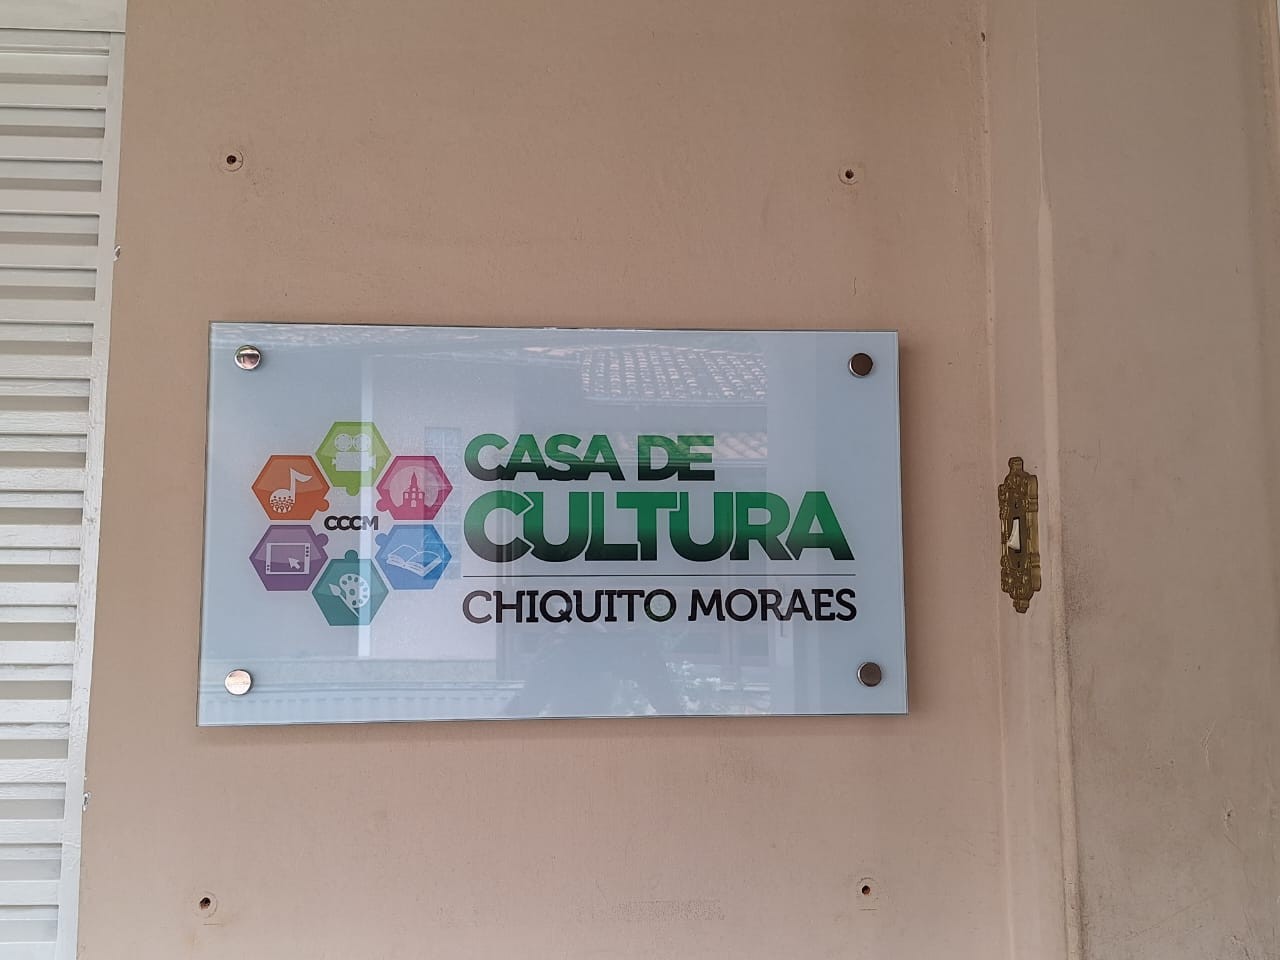 CCCM
CASA DE
CULTURA
CHIQUITO MORAES